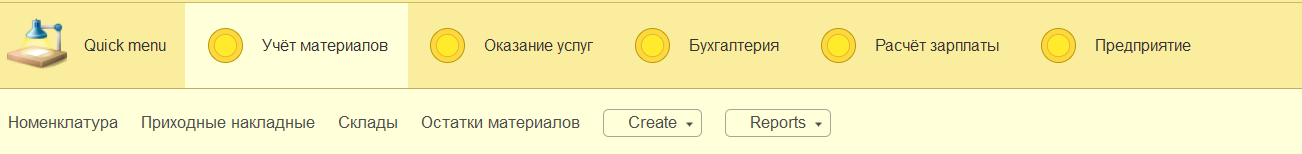 Quick menu Учёт материалов Оказание услуг Бухгалтерия Расчёт зарплаты Предприятие
Номенклатура Приходные накладные Склады Остатки материалов Create Reports